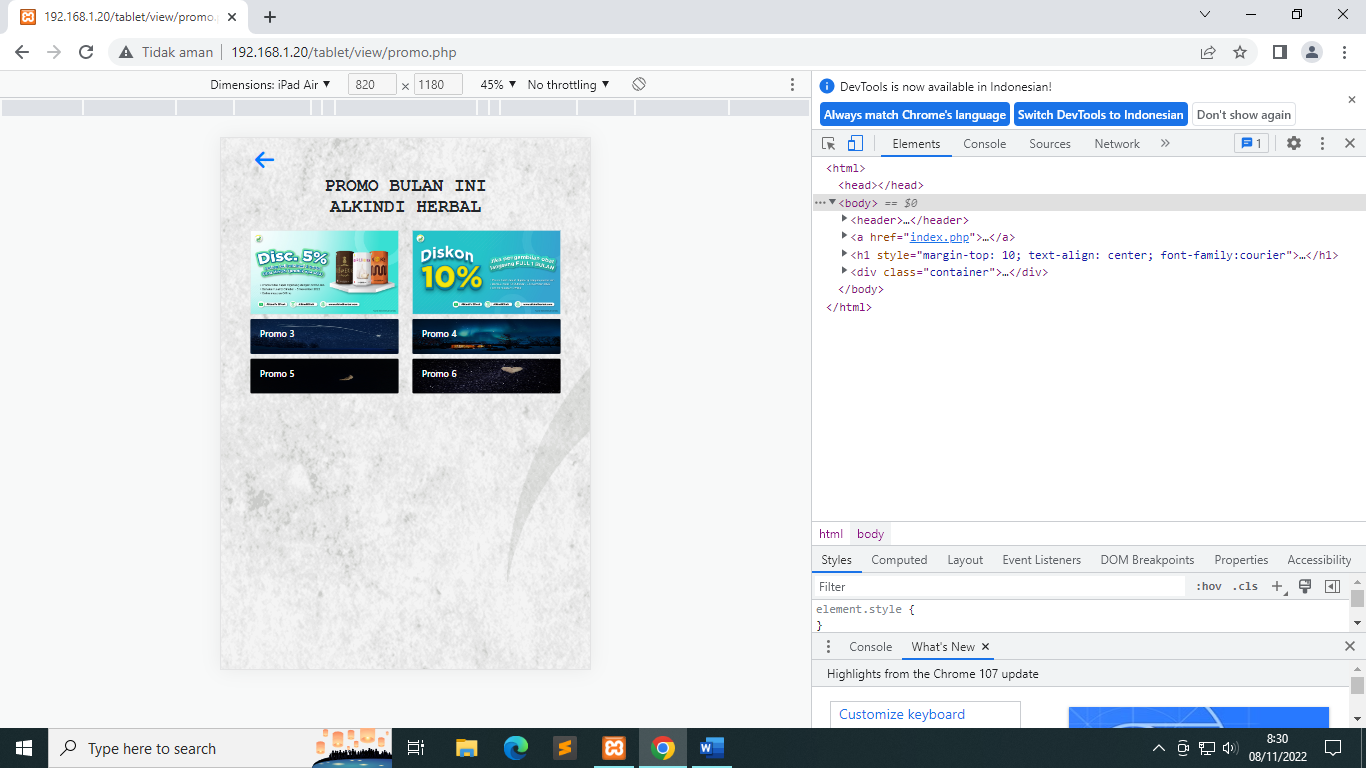 192.168.1.20/tablet/view/promo.
Tidak aman 192.168.1.20/tablet/view/promo.php
Dimensions: iPad Air 820 × 1180 45% No throttling
DevTools is now available in Indonesian!
Always match Chrome's language Switch DevTools to Indonesian Don't show again
Elements Console Sources Network 1
<html>
<head></head>
<body> == $0
<header>…</header>
<a href="index.php">…</a>
<h1 style="margin-top: 10; text-align: center; font-family:courier">…</h1>
<div class="container">…</div>
</body>
</html>
PROMO BULAN INI
ALKINDI HERBAL
Disc. 5%
Diskon
10%
Promo 3
Promo 4
Promo 5
Promo 6
html body
Styles Computed Layout Event Listeners DOM Breakpoints Properties Accessibility
Filter :hov .cls
element.style {
}
Console What's New
Highlights from the Chrome 107 update
Customize keyboard
Type here to search
8:30
08/11/2022